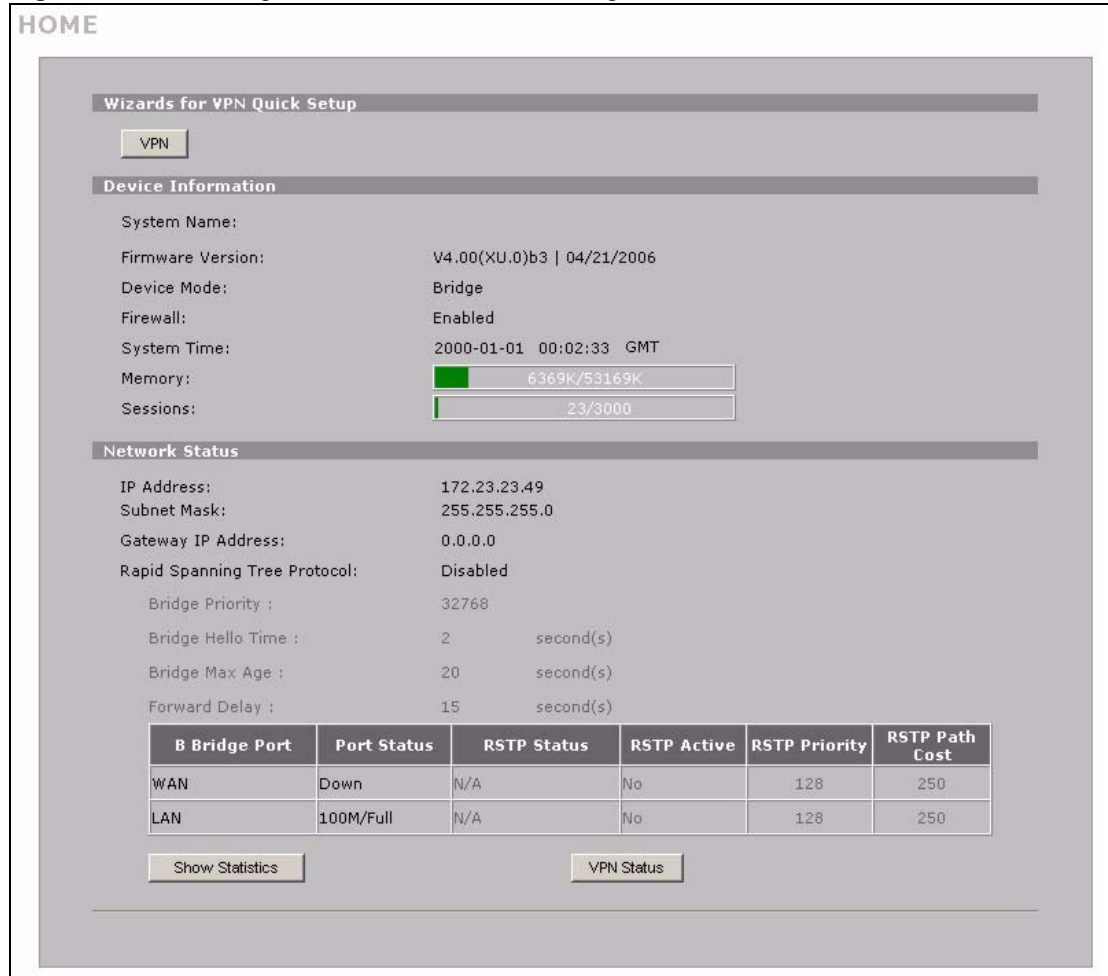 HOME
Wizards for VPN Quick Setup
VPN
Device Information
System Name:
Firmware Version: V4.00(XU.0)b3 | 04/21/2006
Device Mode: Bridge
Firewall: Enabled
System Time: 2000-01-01 00:02:33 GMT
Memory: 6369K/53169K
Sessions: 23/3000
Network Status
IP Address: 172.23.23.49
Subnet Mask: 255.255.255.0
Gateway IP Address: 0.0.0.0
Rapid Spanning Tree Protocol: Disabled
Bridge Priority : 32768
Bridge Hello Time : 2 second(s)
Bridge Max Age : 20 second(s)
Forward Delay : 15 second(s)
B Bridge Port Port Status RSTP Status RSTP Active RSTP Priority RSTP Path Cost
WAN Down N/A No 128 250
LAN 100M/Full N/A No 128 250
Show Statistics VPN Status